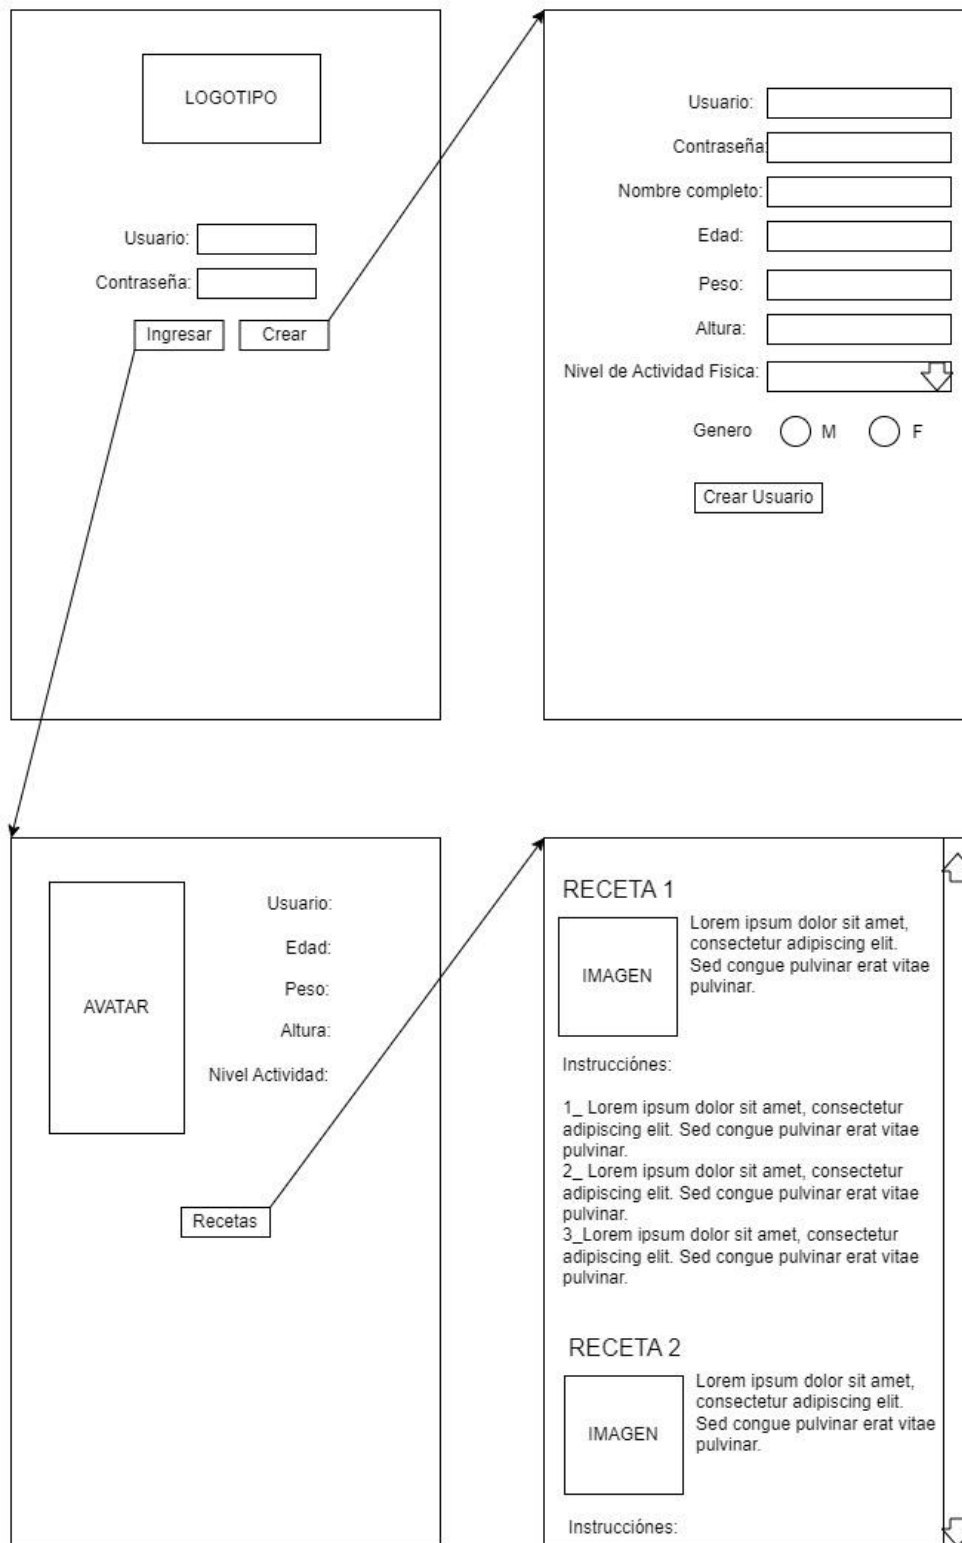 LOGOTIPO
Usuario:
Contraseña:
Ingresar
Crear
Usuario:
Contraseña:
Nombre completo:
Edad:
Peso:
Altura:
Nivel de Actividad Fisica:
Genero
M
F
Crear Usuario
AVATAR
Usuario:
Edad:
Peso:
Altura:
Nivel Actividad:
Recetas
RECETA 1
IMAGEN
Lorem ipsum dolor sit amet,
consectetur adipiscing elit.
Sed congue pulvinar erat vitae
pulvinar.
Instrucciónes:
1_ Lorem ipsum dolor sit amet, consectetur
adipiscing elit. Sed congue pulvinar erat vitae
pulvinar.
2_ Lorem ipsum dolor sit amet, consectetur
adipiscing elit. Sed congue pulvinar erat vitae
pulvinar.
3_Lorem ipsum dolor sit amet, consectetur
adipiscing elit. Sed congue pulvinar erat vitae
pulvinar.
RECETA 2
IMAGEN
Lorem ipsum dolor sit amet,
consectetur adipiscing elit.
Sed congue pulvinar erat vitae
pulvinar.
Instrucciónes: